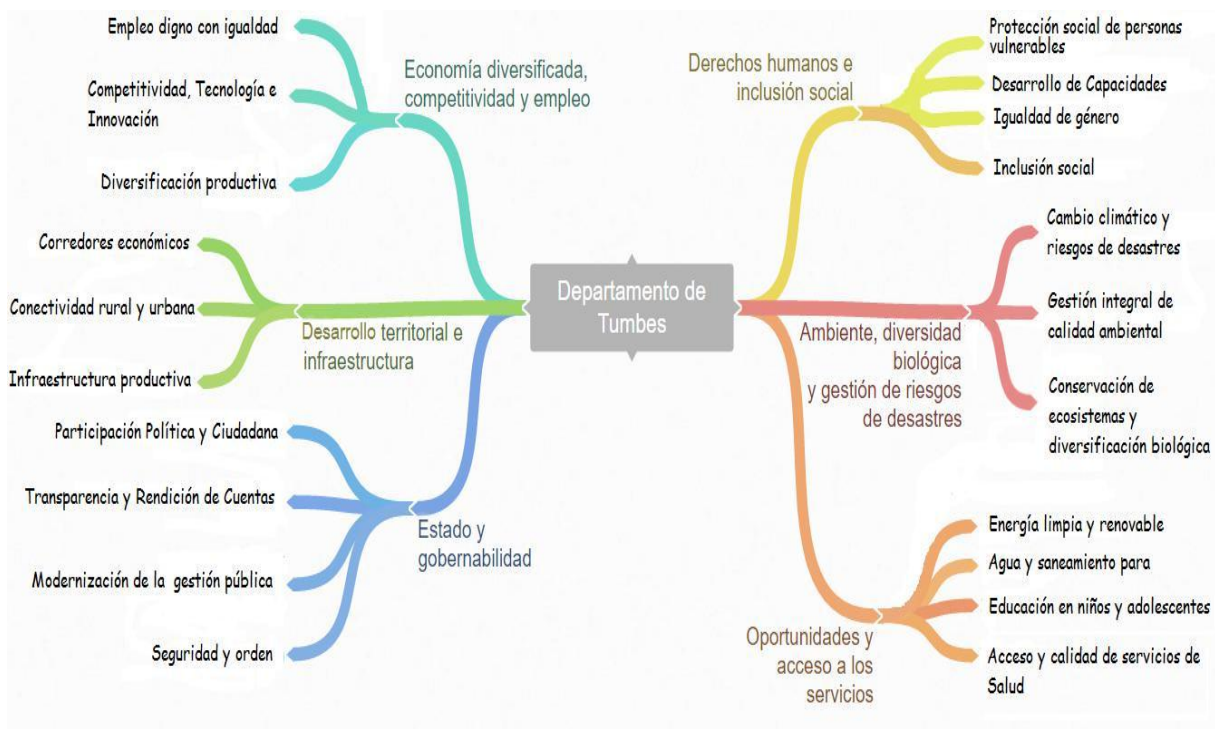 Departamento de
Tumbes
Economía diversificada,
competitividad y empleo
Empleo digno con igualdad
Competitividad, Tecnología e
Innovación
Diversificación productiva
Desarrollo territorial e
infraestructura
Corredores económicos
Conectividad rural y urbana
Infraestructura productiva
Estado y
gobernabilidad
Participación Política y Ciudadana
Transparencia y Rendición de Cuentas
Modernización de la gestión pública
Seguridad y orden
Derechos humanos e
inclusión social
Protección social de personas
vulnerables
Desarrollo de Capacidades
Igualdad de género
Inclusión social
Ambiente, diversidad
biológica
y gestión de riesgos
de desastres
Cambio climático y
riesgos de desastres
Gestión integral de
calidad ambiental
Conservación de
ecosistemas y
diversificación biológica
Oportunidades y
acceso a los
servicios
Energía limpia y renovable
Agua y saneamiento para
Educación en niños y adolescentes
Acceso y calidad de servicios de
Salud